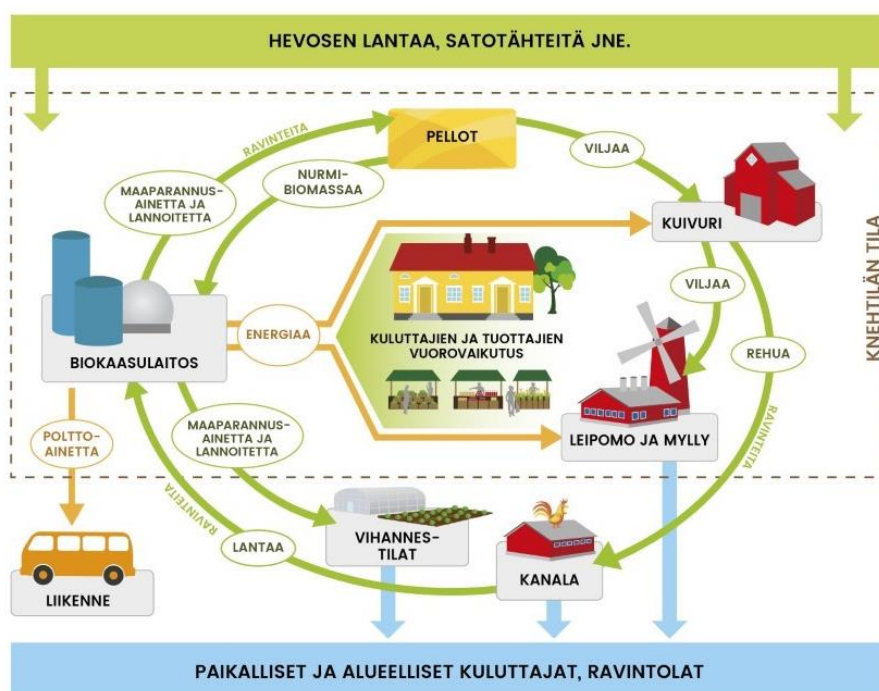 HEVOSEN LANTAA, SATOTÄHTEITÄ JNE.
RAVINTEITA
PELLOT
VILJAA
MAAPARANNUS-
AINETTA JA
LANNOITETTA
NURMI-
BIOMASSAA
KUIVURI
KNEHTILÄN TILA
VILJAA
ENERGIAA
KULUTTAJIEN JA TUOTTAJIEN
VUOROVAIKUTUS
REHUA
BIOKAASULAITOS
POLTTO-
AINETTA
MAAPARANNUS-
AINETTA JA
LANNOITETTA
LEIPOMO JA MYLLY
RAVINTEITA
RAVINTEITA
LANTAA
VIHANNES-
TILAT
KANALA
LIIKENNE
PAIKALLISET JA ALUEELLISET KULUTTAJAT, RAVINTOLAT